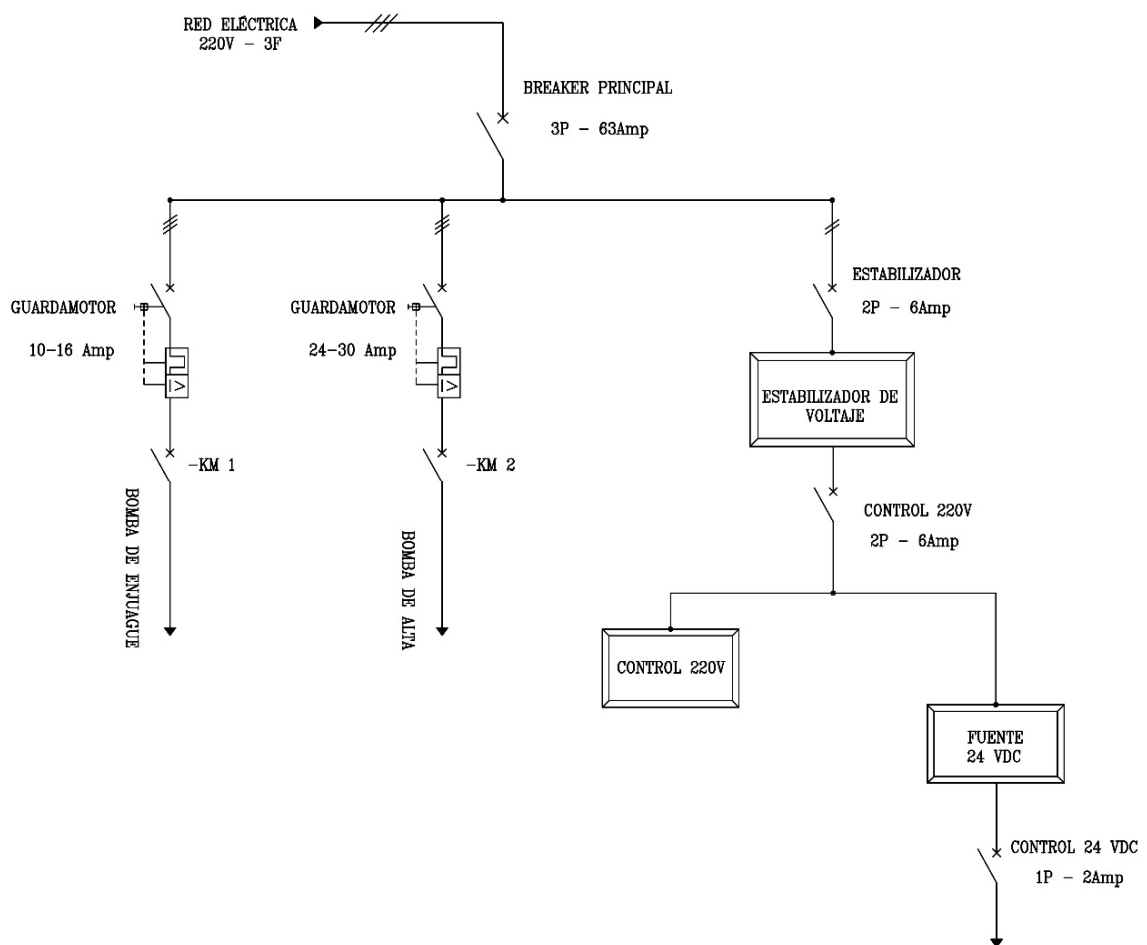 RED ELÉCTRICA
220V - 3F
BREAKER PRINCIPAL
3P - 63Amp
GUARDAMOTOR
10-16 Amp
GUARDAMOTOR
24-30 Amp
ESTABILIZADOR
2P - 6Amp
ESTABILIZADOR DE
VOLTAJE
-KM 1
-KM 2
BOMBA DE ENJUAGUE
BOMBA DE ALTA
CONTROL 220V
2P - 6Amp
CONTROL 220V
FUENTE
24 VDC
CONTROL 24 VDC
1P - 2Amp